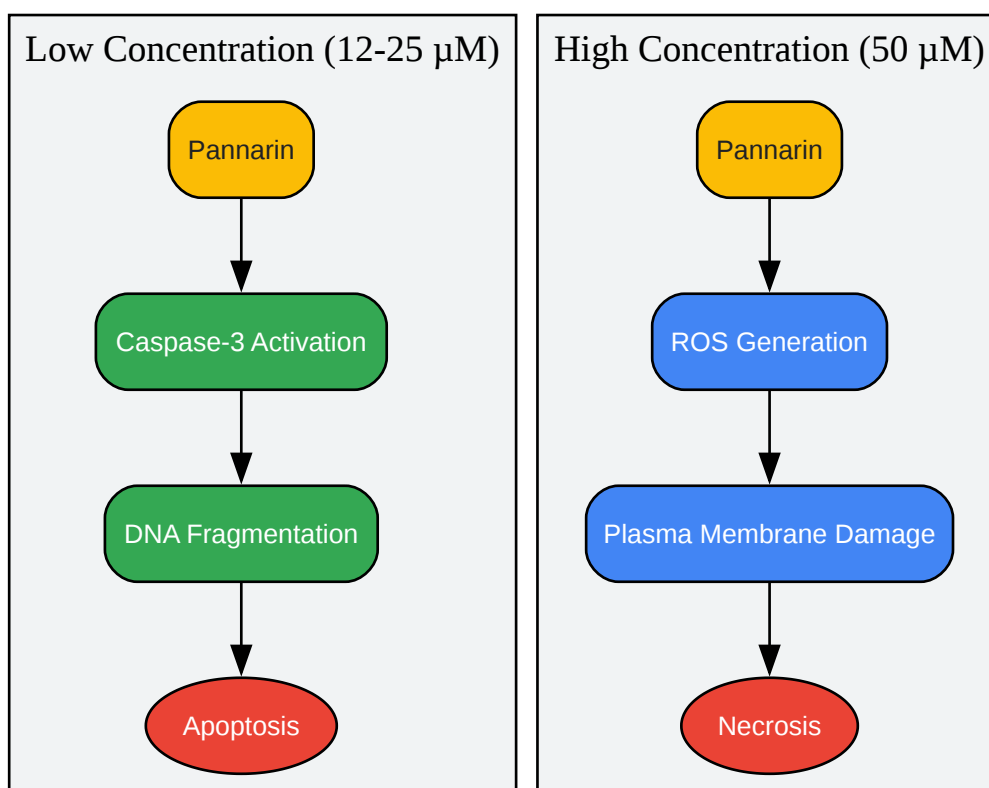 Low Concentration (12-25 µM)
Pannarin
Caspase-3 Activation
DNA Fragmentation
Apoptosis
High Concentration (50 µM)
Pannarin
ROS Generation
Plasma Membrane Damage
Necrosis